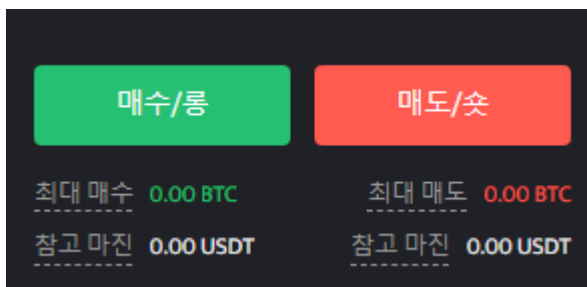 매수/롱 매도/숏
최대 매수 0.00 BTC 최대 매도 0.00 BTC
참고 마진 0.00 USDT 참고 마진 0.00 USDT